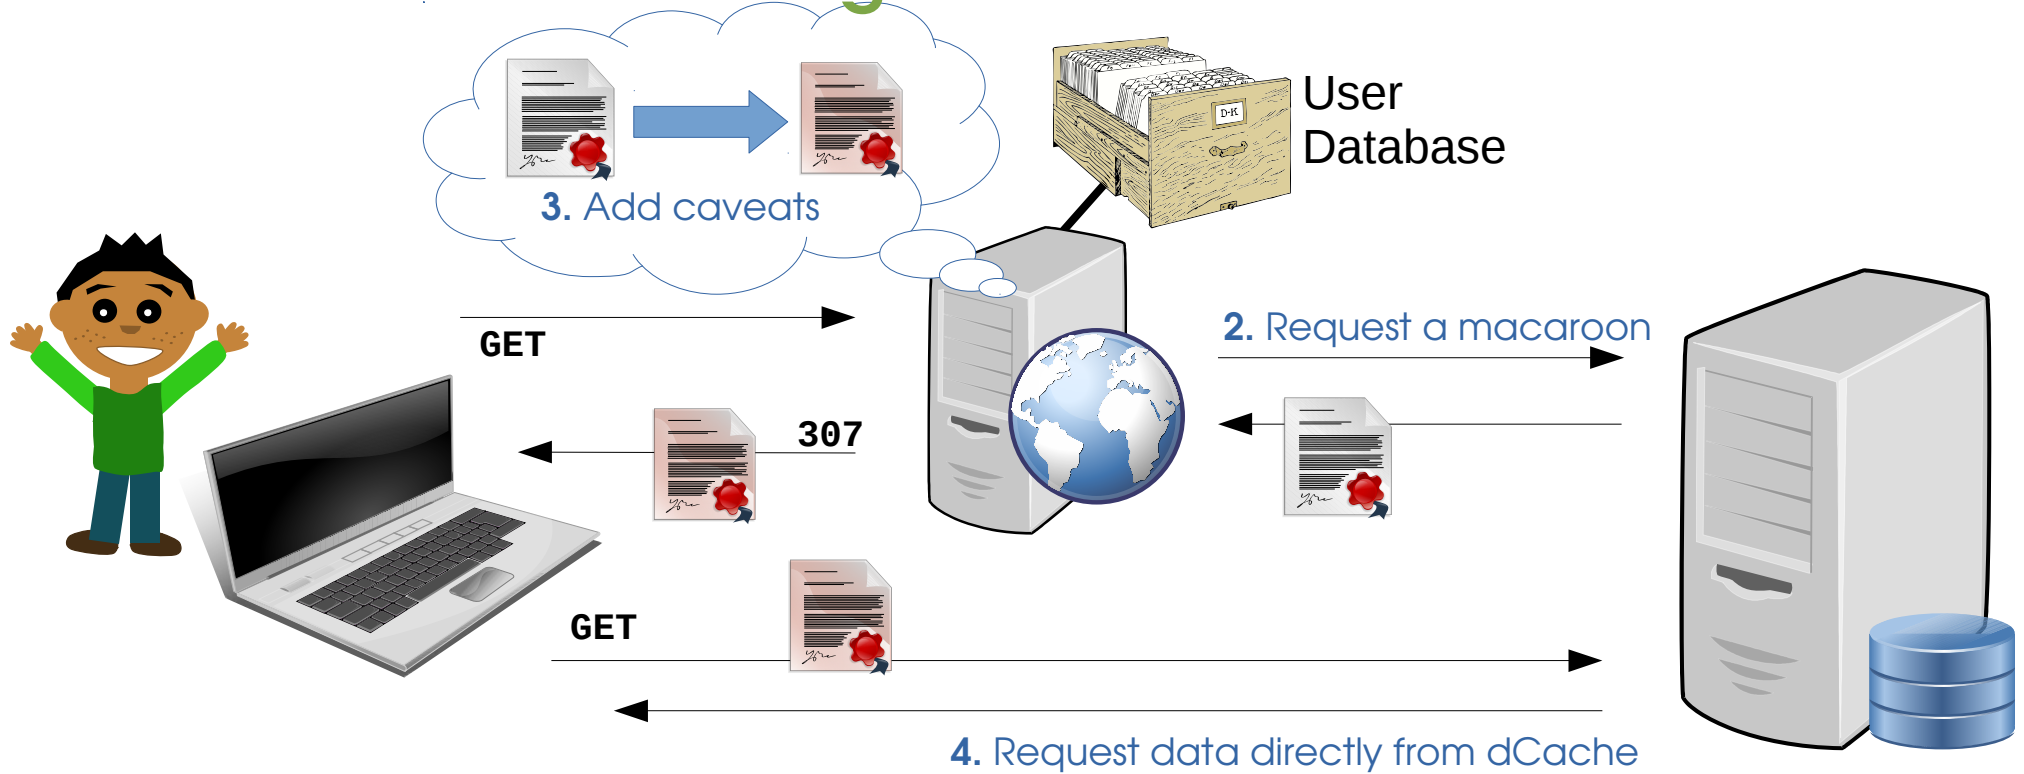 User
Database
D-K
3. Add caveats
GET
2. Request a macaroon
307
GET
4. Request data directly from dCache